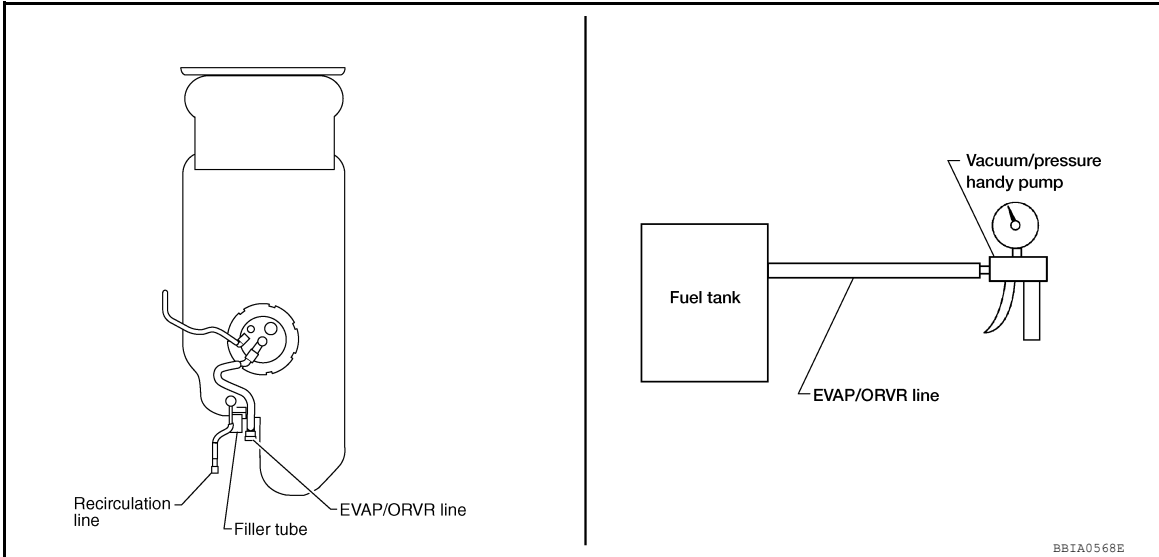 Recirculation
line
Filler tube
EVAP/ORVR line
Vacuum/pressure
handy pump
Fuel tank
EVAP/ORVR line
BBIA0568E